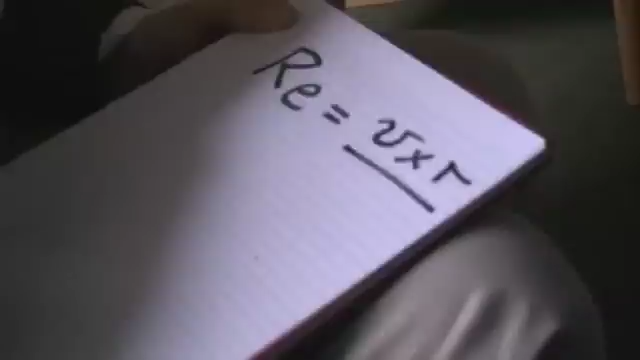 Re = v x r